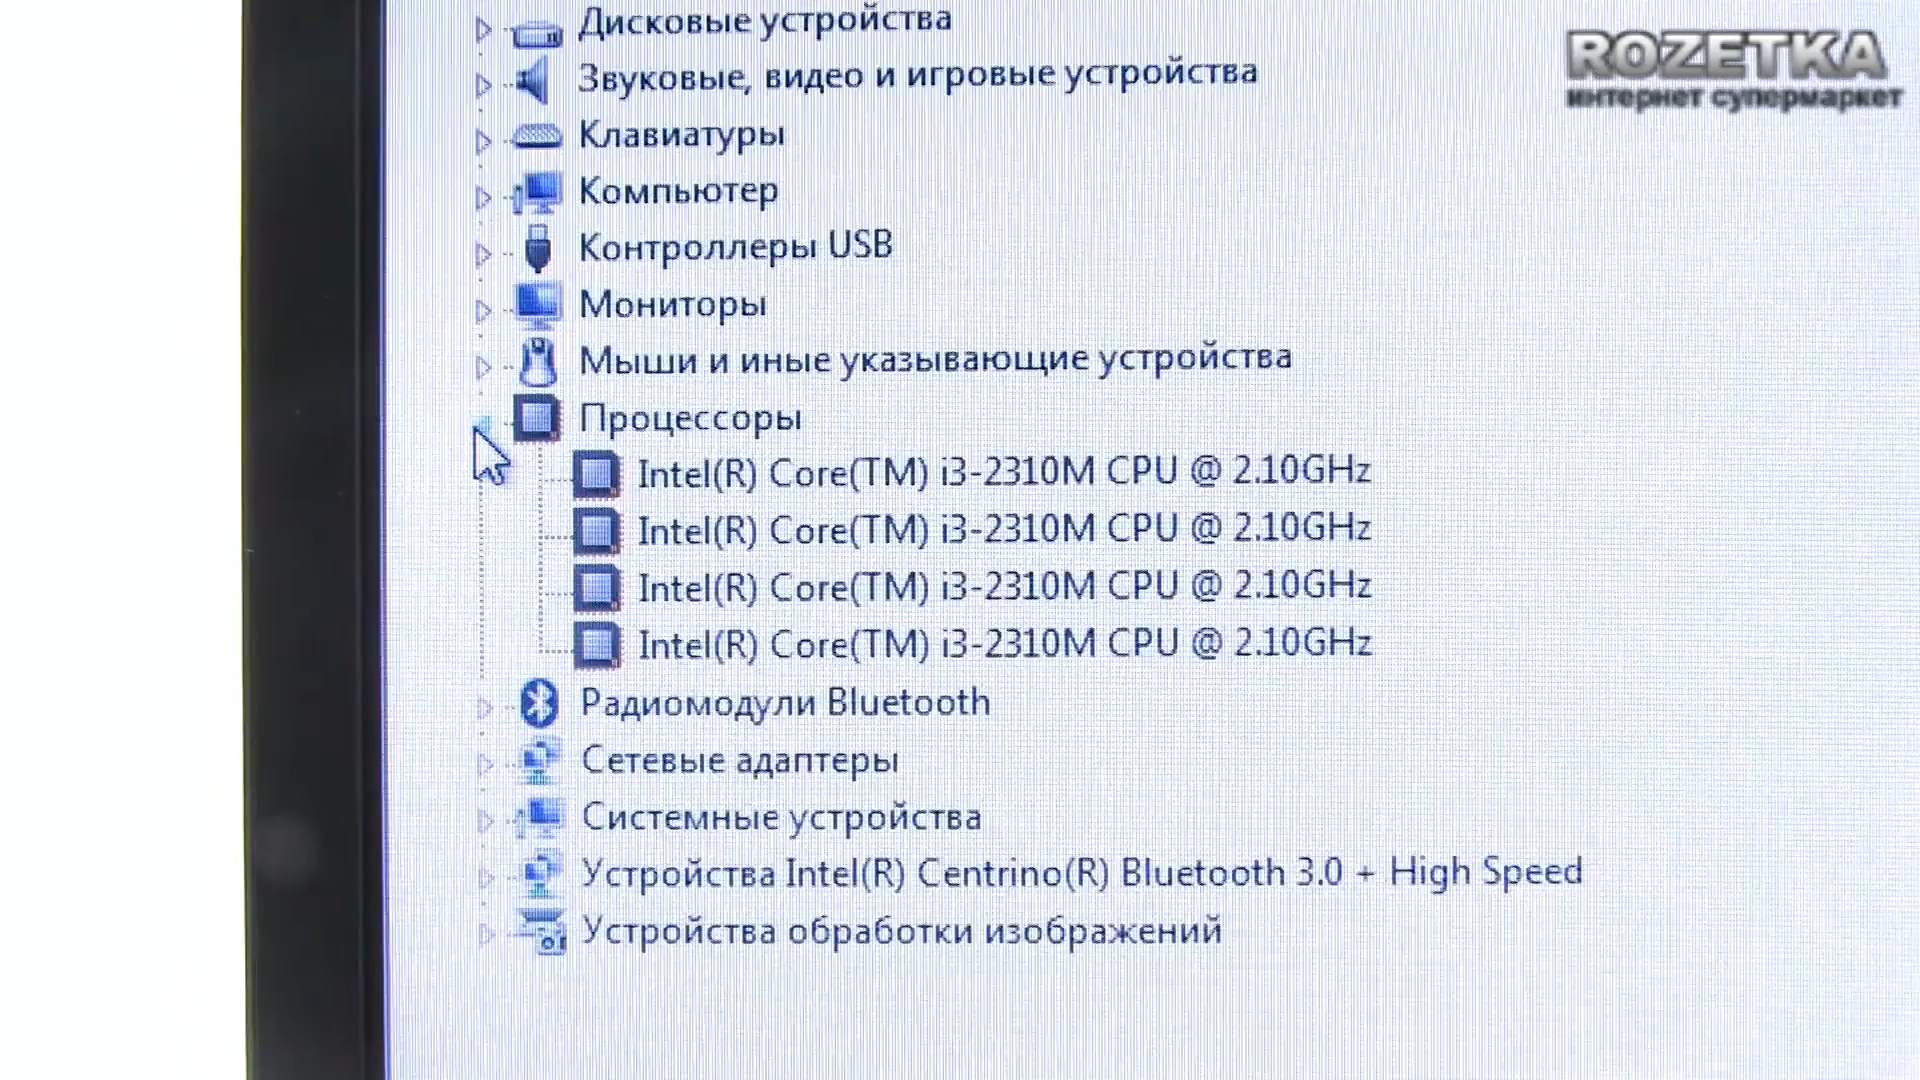 Дисковые устройства
Звуковые, видео и игровые устройства
Клавиатуры
Компьютер
Контроллеры USB
Мониторы
Мыши и иные указывающие устройства
Процессоры
Intel(R) Core(TM) i3-2310M CPU @ 2.10GHz
Intel(R) Core(TM) i3-2310M CPU @ 2.10GHz
Intel(R) Core(TM) i3-2310M CPU @ 2.10GHz
Intel(R) Core(TM) i3-2310M CPU @ 2.10GHz
Радиомодули Bluetooth
Сетевые адаптеры
Системные устройства
Устройства Intel(R) Centrino(R) Bluetooth 3.0 + High Speed
Устройства обработки изображений
ROZETKA
интернет супермаркет